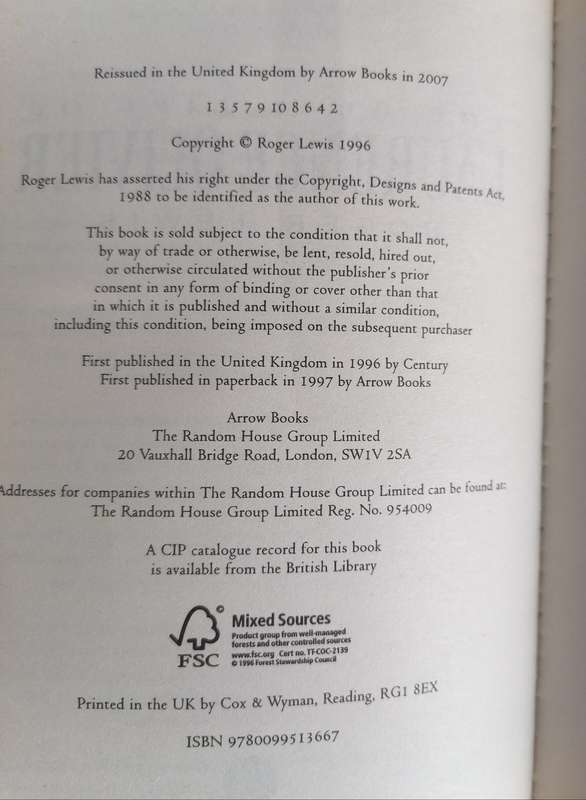 Reissued in the United Kingdom by Arrow Books in 2007
1 3 5 7 9 10 8 6 4 2
Copyright © Roger Lewis 1996
Roger Lewis has asserted his right under the Copyright, Designs and Patents Act,
1988 to be identified as the author of this work.
This book is sold subject to the condition that it shall not,
by way of trade or otherwise, be lent, resold, hired out,
or otherwise circulated without the publisher's prior
consent in any form of binding or cover other than that
in which it is published and without a similar condition,
including this condition, being imposed on the subsequent purchaser
First published in the United Kingdom in 1996 by Century
First published in paperback in 1997 by Arrow Books
Arrow Books
The Random House Group Limited
20 Vauxhall Bridge Road, London, SW1V 2SA
Addresses for companies within The Random House Group Limited can be found at:
The Random House Group Limited Reg. No. 954009
A CIP catalogue record for this book
is available from the British Library
©
FSC
Mixed Sources
Product group from well-managed
forests and other controlled sources
www.fsc.org Cert no. TT-COC-2139
© 1996 Forest Stewardship Council
Printed in the UK by Cox & Wyman, Reading, RG1 8EX
ISBN 9780099513667